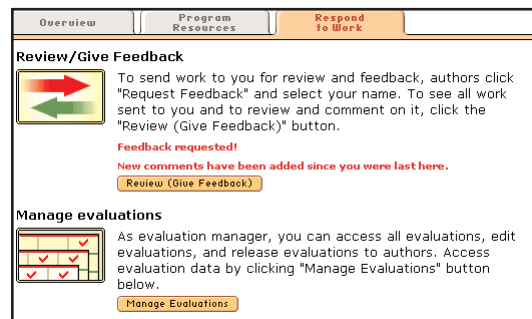 Overview
Program
Resources
Respond
to Work
Review/Give Feedback
To send work to you for review and feedback, authors click
"Request Feedback" and select your name. To see all work
sent to you and to review and comment on it, click the
"Review (Give Feedback)" button.
Feedback requested!
New comments have been added since you were last here.
Review (Give Feedback)
Manage evaluations
As evaluation manager, you can access all evaluations, edit
evaluations, and release evaluations to authors. Access
evaluation data by clicking "Manage Evaluations" button
below.
Manage Evaluations